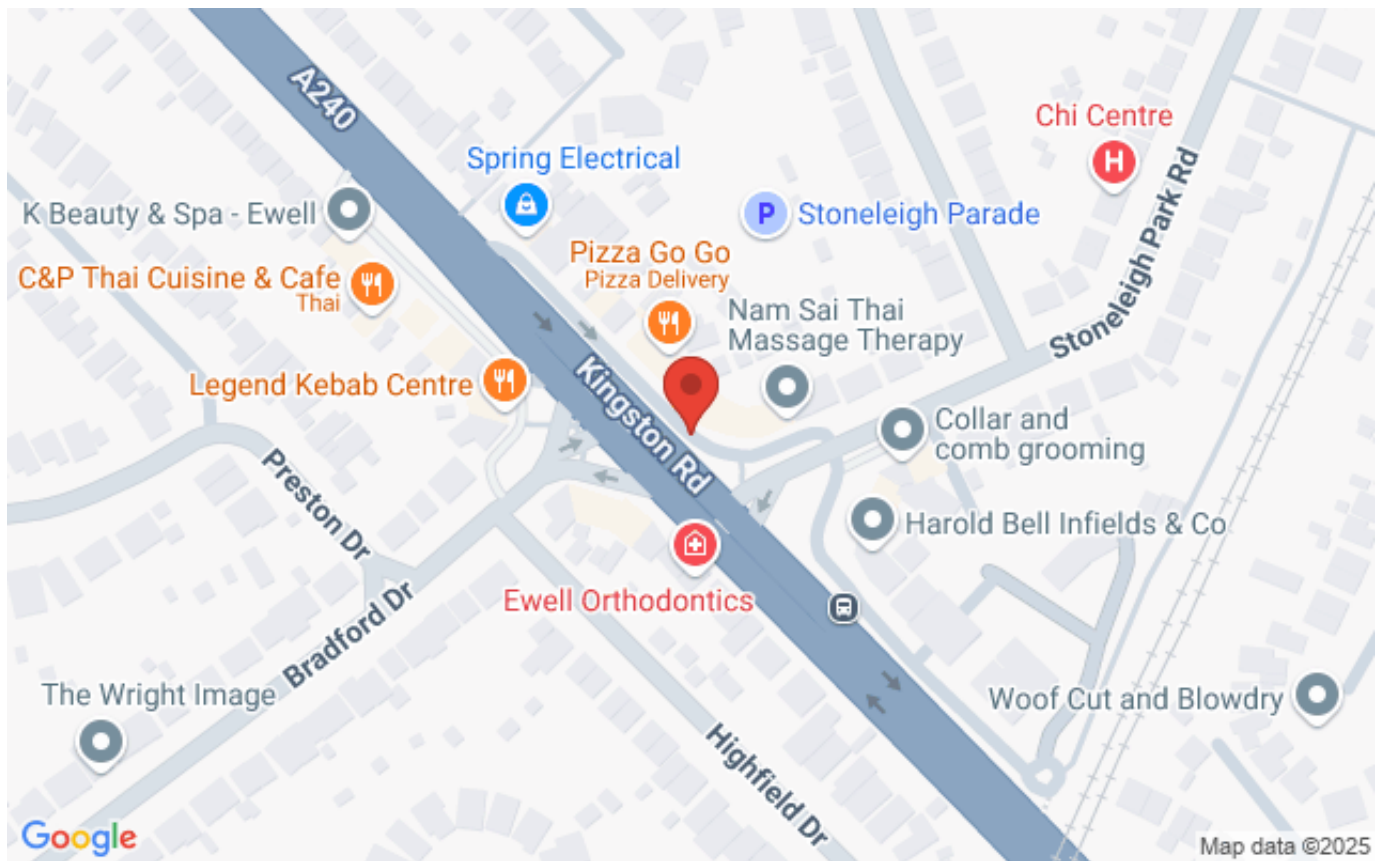 A240
Chi Centre
H
Spring Electrical
K Beauty & Spa - Ewell
P
Stoneleigh Parade
Stoneleigh Park Rd
C&P Thai Cuisine & Cafe
Thai
Pizza Go Go
Pizza Delivery
Nam Sai Thai
Massage Therapy
Legend Kebab Centre
Kingston Rd
Collar and
comb grooming
Preston Dr
Harold Bell Infields & Co
Ewell Orthodontics
Bradford Dr
The Wright Image
Highfield Dr
Woof Cut and Blowdry
Google
Map data ©2025